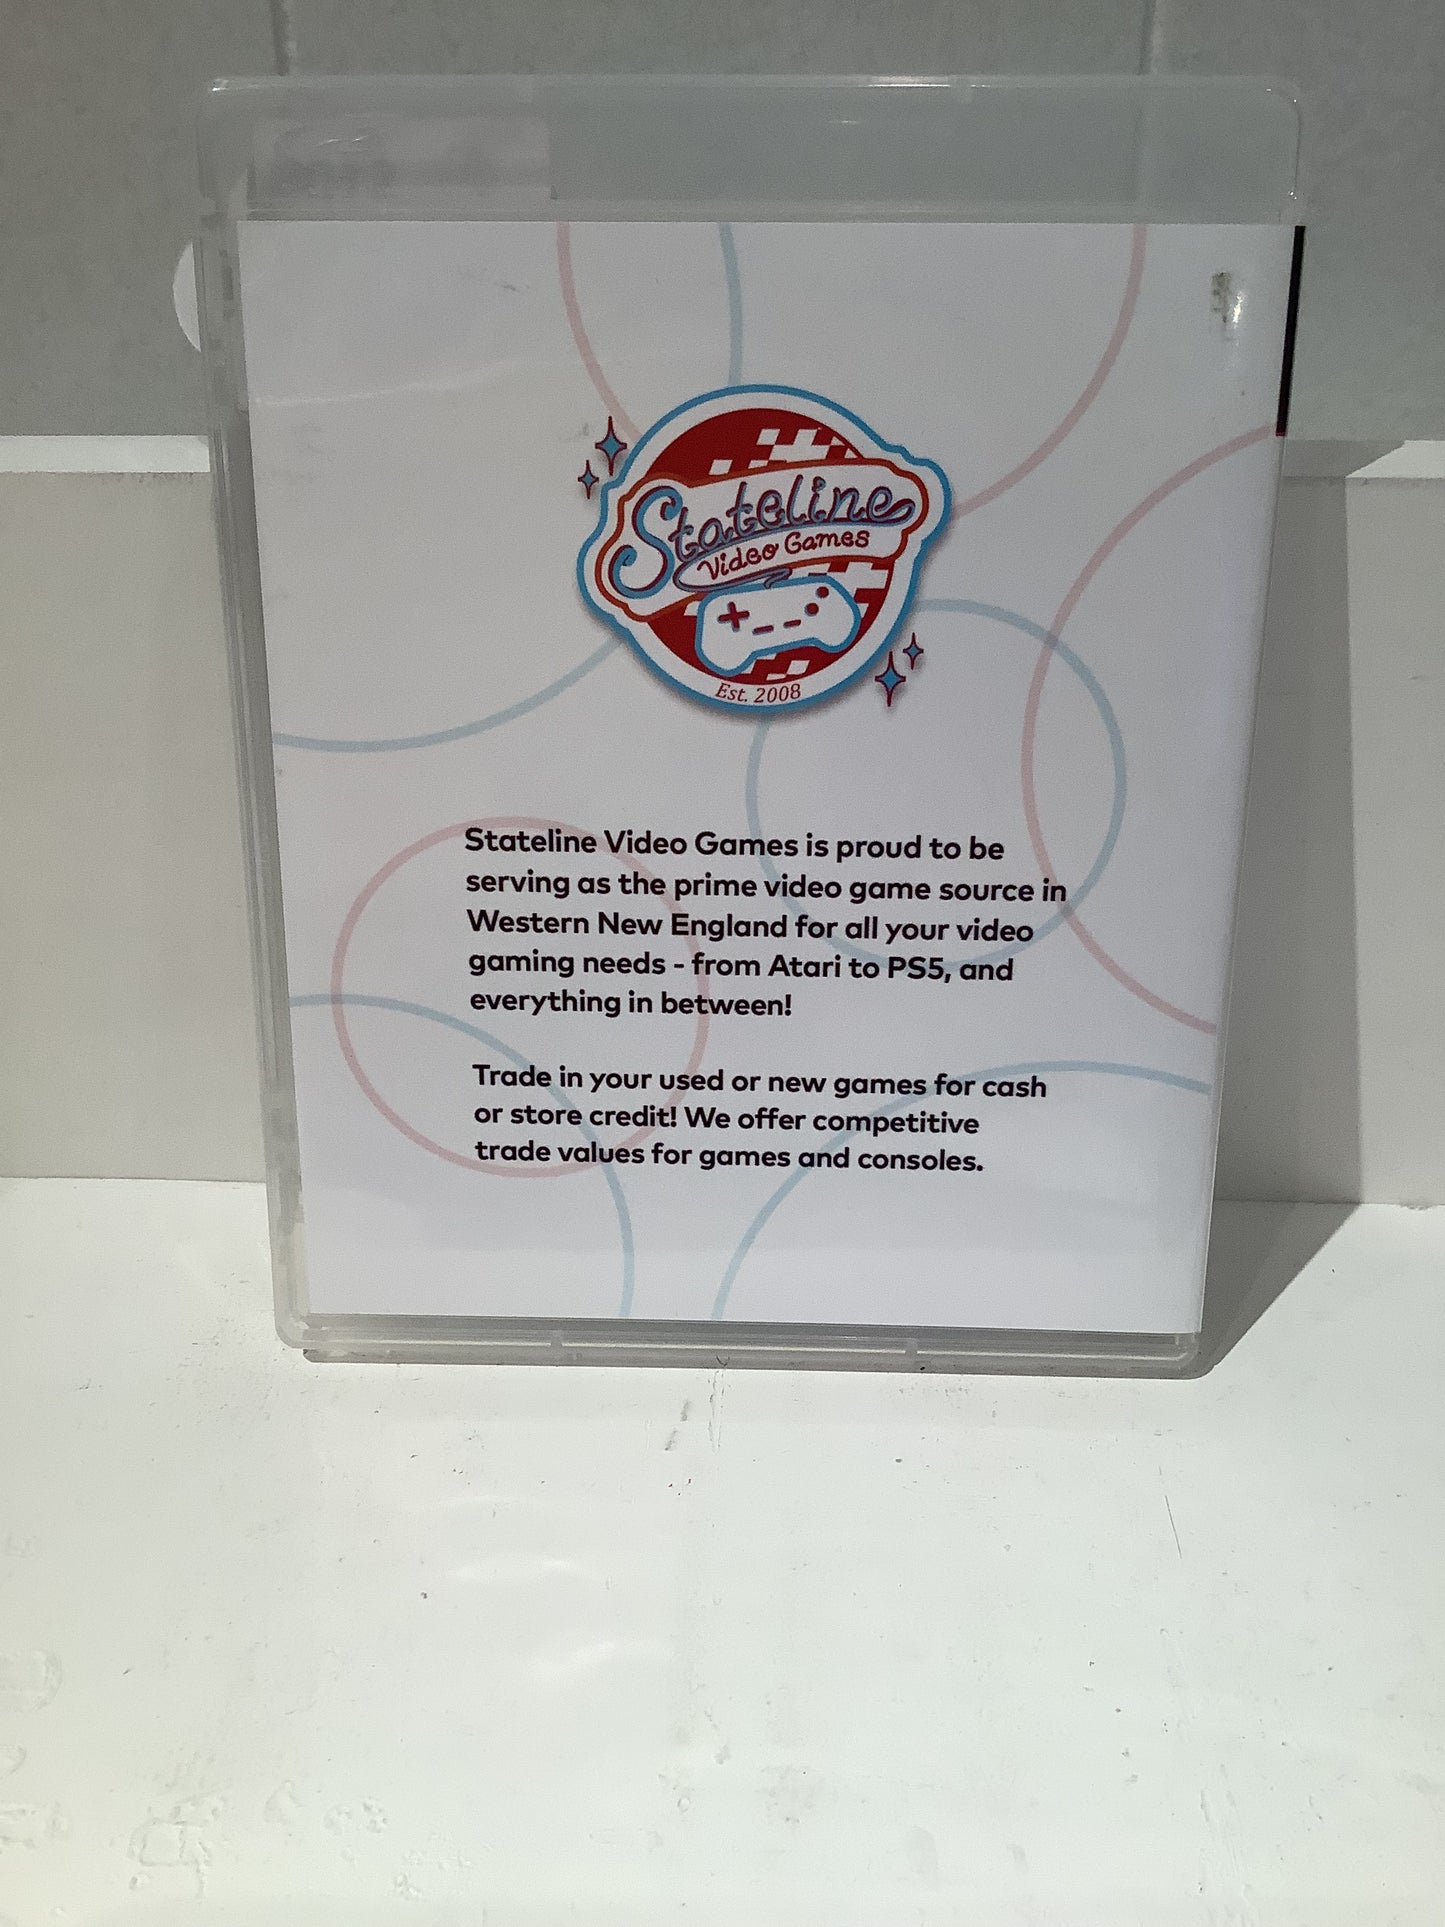 Stateline
Video Games
Est. 2008
Stateline Video Games is proud to be
serving as the prime video game source in
Western New England for all your video
gaming needs - from Atari to PS5, and
everything in between!
Trade in your used or new games for cash
or store credit! We offer competitive
trade values for games and consoles.